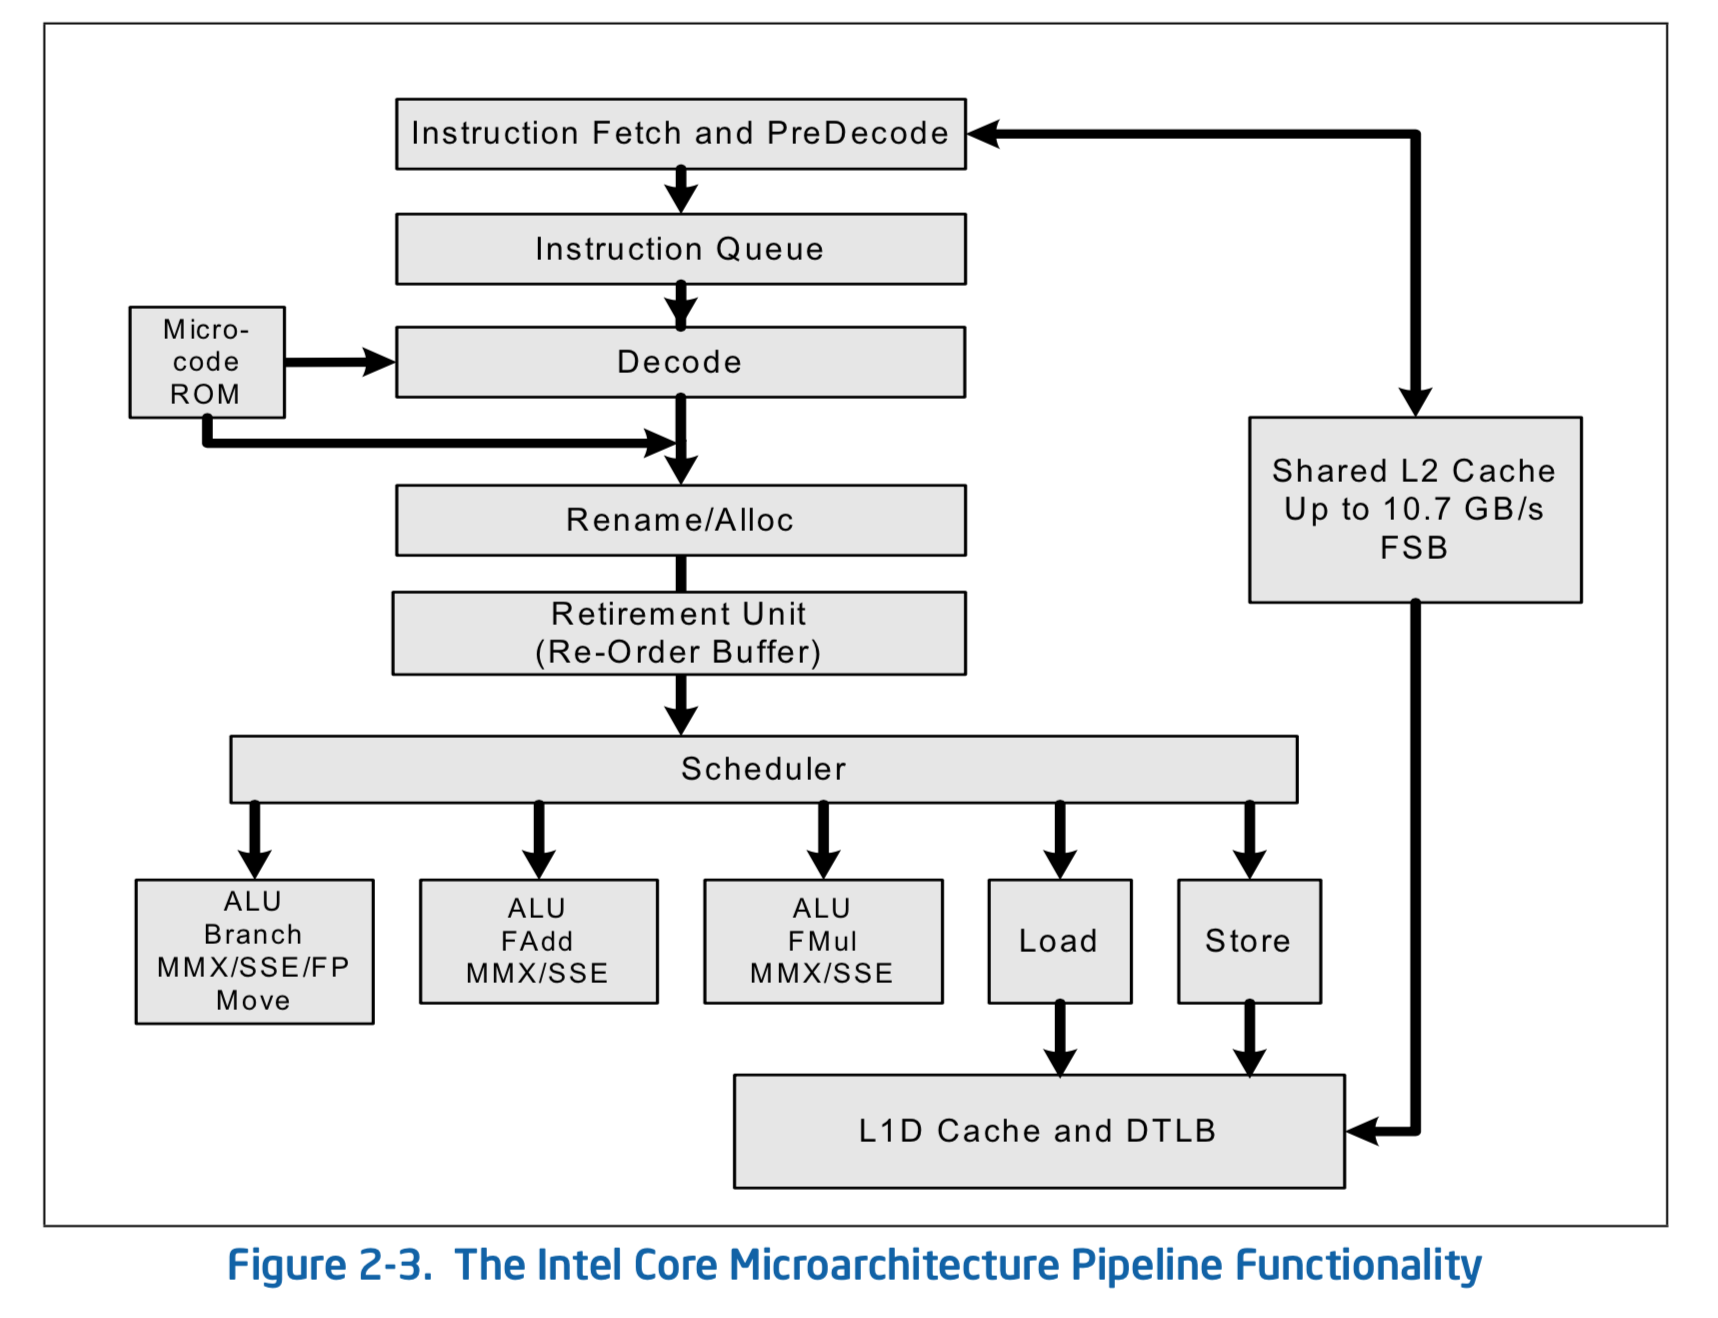 Instruction Fetch and PreDecode
Instruction Queue
Micro-
code
ROM
Decode
Shared L2 Cache
Up to 10.7 GB/s
FSB
Rename/Alloc
Retirement Unit
(Re-Order Buffer)
Scheduler
ALU
Branch
MMX/SSE/FP
Move
ALU
FAdd
MMX/SSE
ALU
FMul
MMX/SSE
Load
Store
L1D Cache and DTLB
Figure 2-3. The Intel Core Microarchitecture Pipeline Functionality